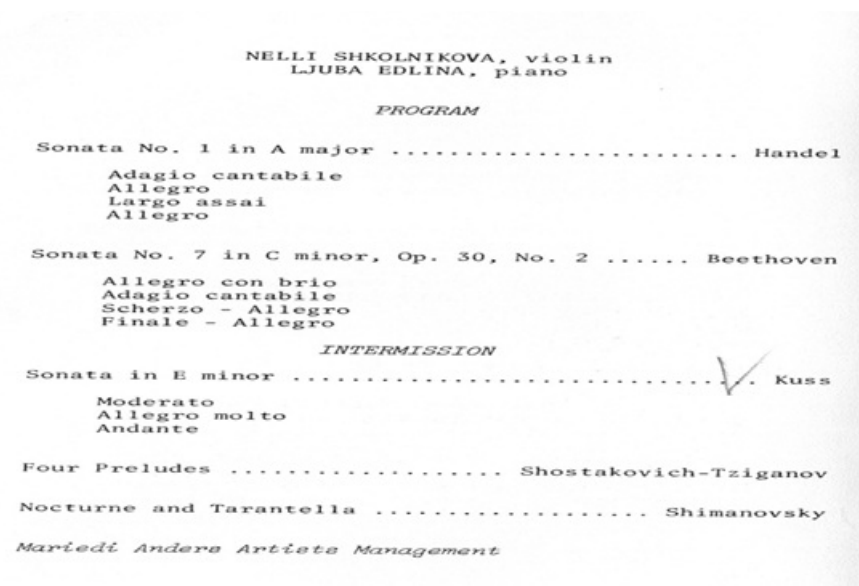 NELLI SHKOLNIKOVA, violin
LJUBA EDLINA, piano
PROGRAM
Sonata No. 1 in A major ......................... Handel
Adagio cantabile
Allegro
Largo assai
Allegro
Sonata No. 7 in C minor, Op. 30, No. 2 ...... Beethoven
Allegro con brio
Adagio cantabile
Scherzo - Allegro
Finale - Allegro
INTERMISSION
Sonata in E minor .................................. Kuss
Moderato
Allegro molto
Andante
Four Preludes ................... Shostakovich-Tziganov
Nocturne and Tarantella ................... Shimanovsky
Mariedi Anders Artists Management